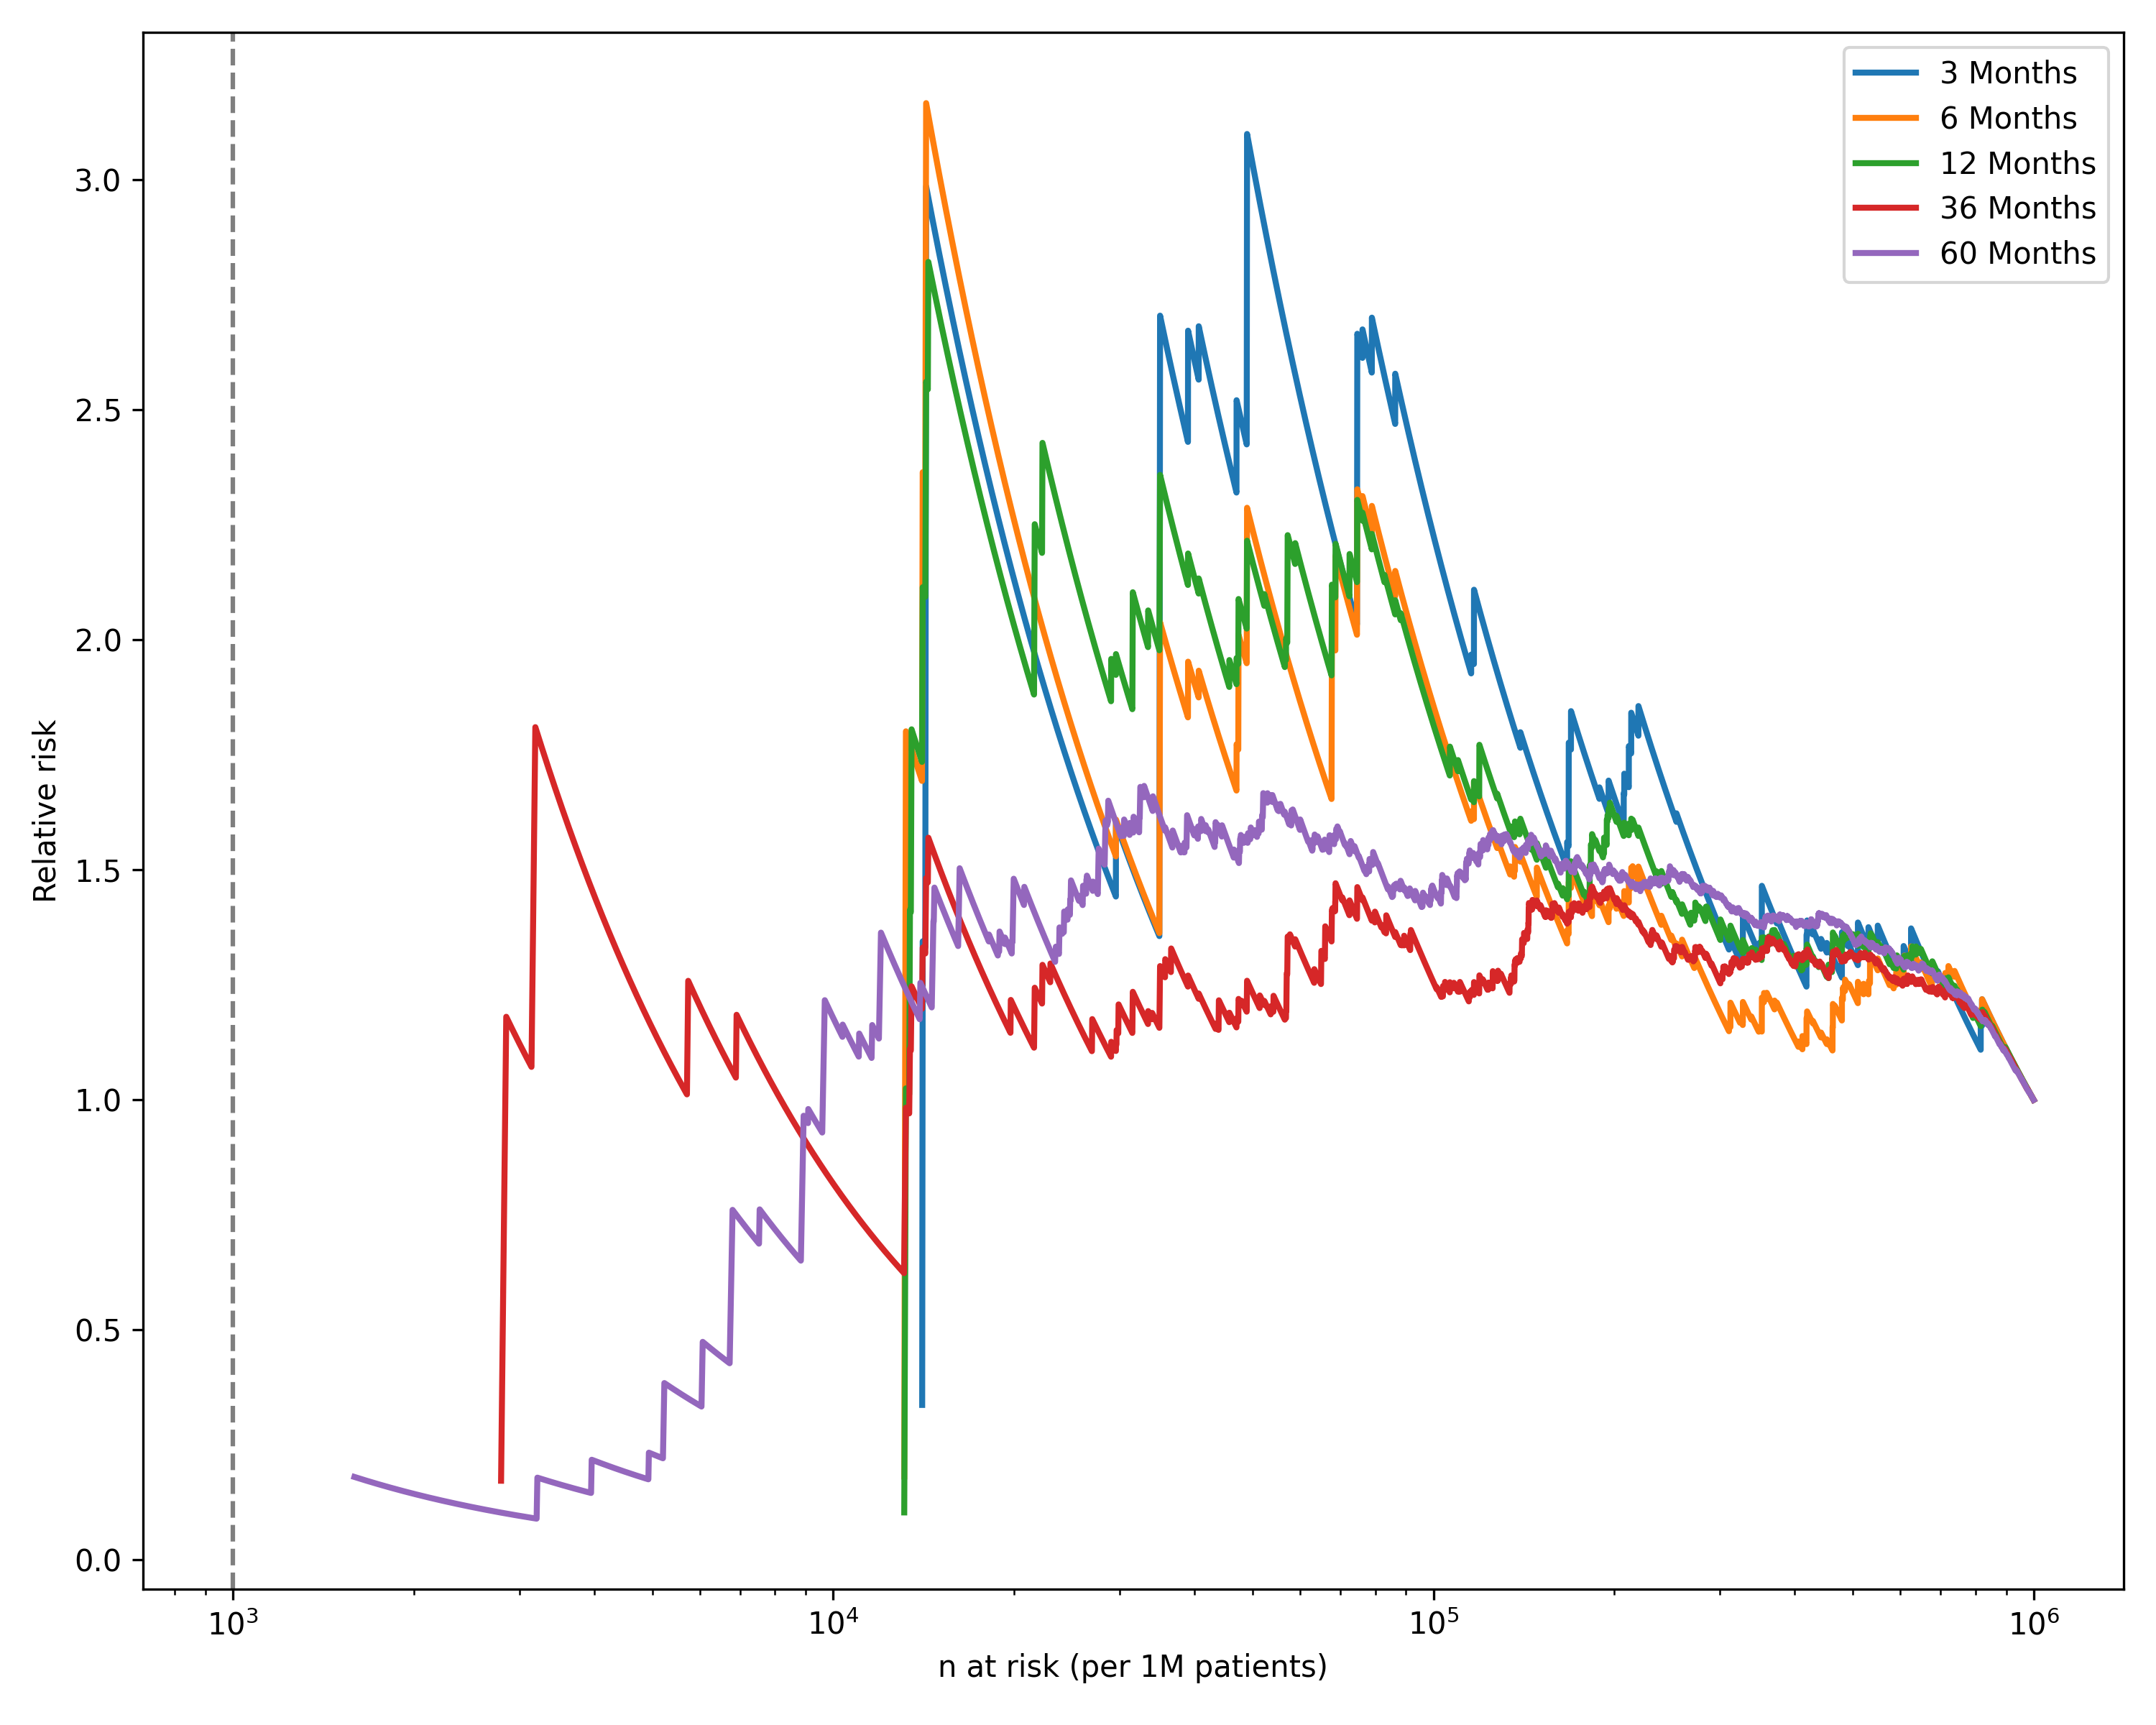 3 Months
6 Months
12 Months
36 Months
60 Months
Relative risk
3.0
2.5
2.0
1.5
1.0
0.5
0.0
10³
10⁴
10⁵
10⁶
n at risk (per 1M patients)